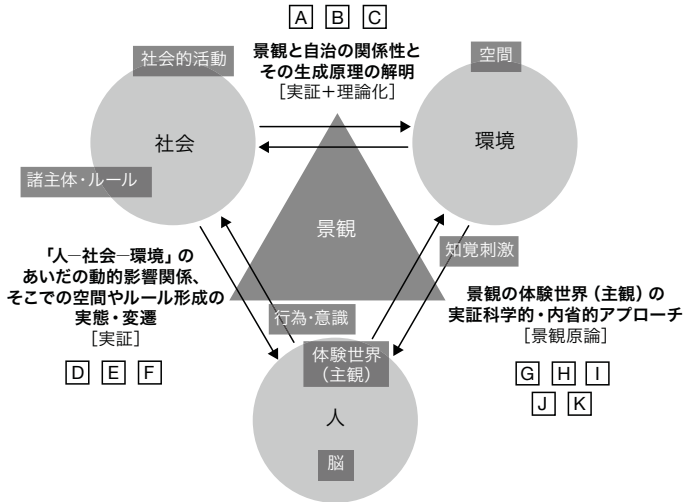 A B C
景観と自治の関係性と
その生成原理の解明
[実証+理論化]
社会的活動
空間
社会
環境
諸主体・ルール
景観
知覚刺激
「人―社会―環境」の
あいだの動的影響関係、
そこでの空間やルール形成の
実態・変遷
[実証]
D E F
景観の体験世界（主観）の
実証科学的・内省的アプローチ
[景観原論]
G H I
J K
行為・意識
体験世界
（主観）
人
脳